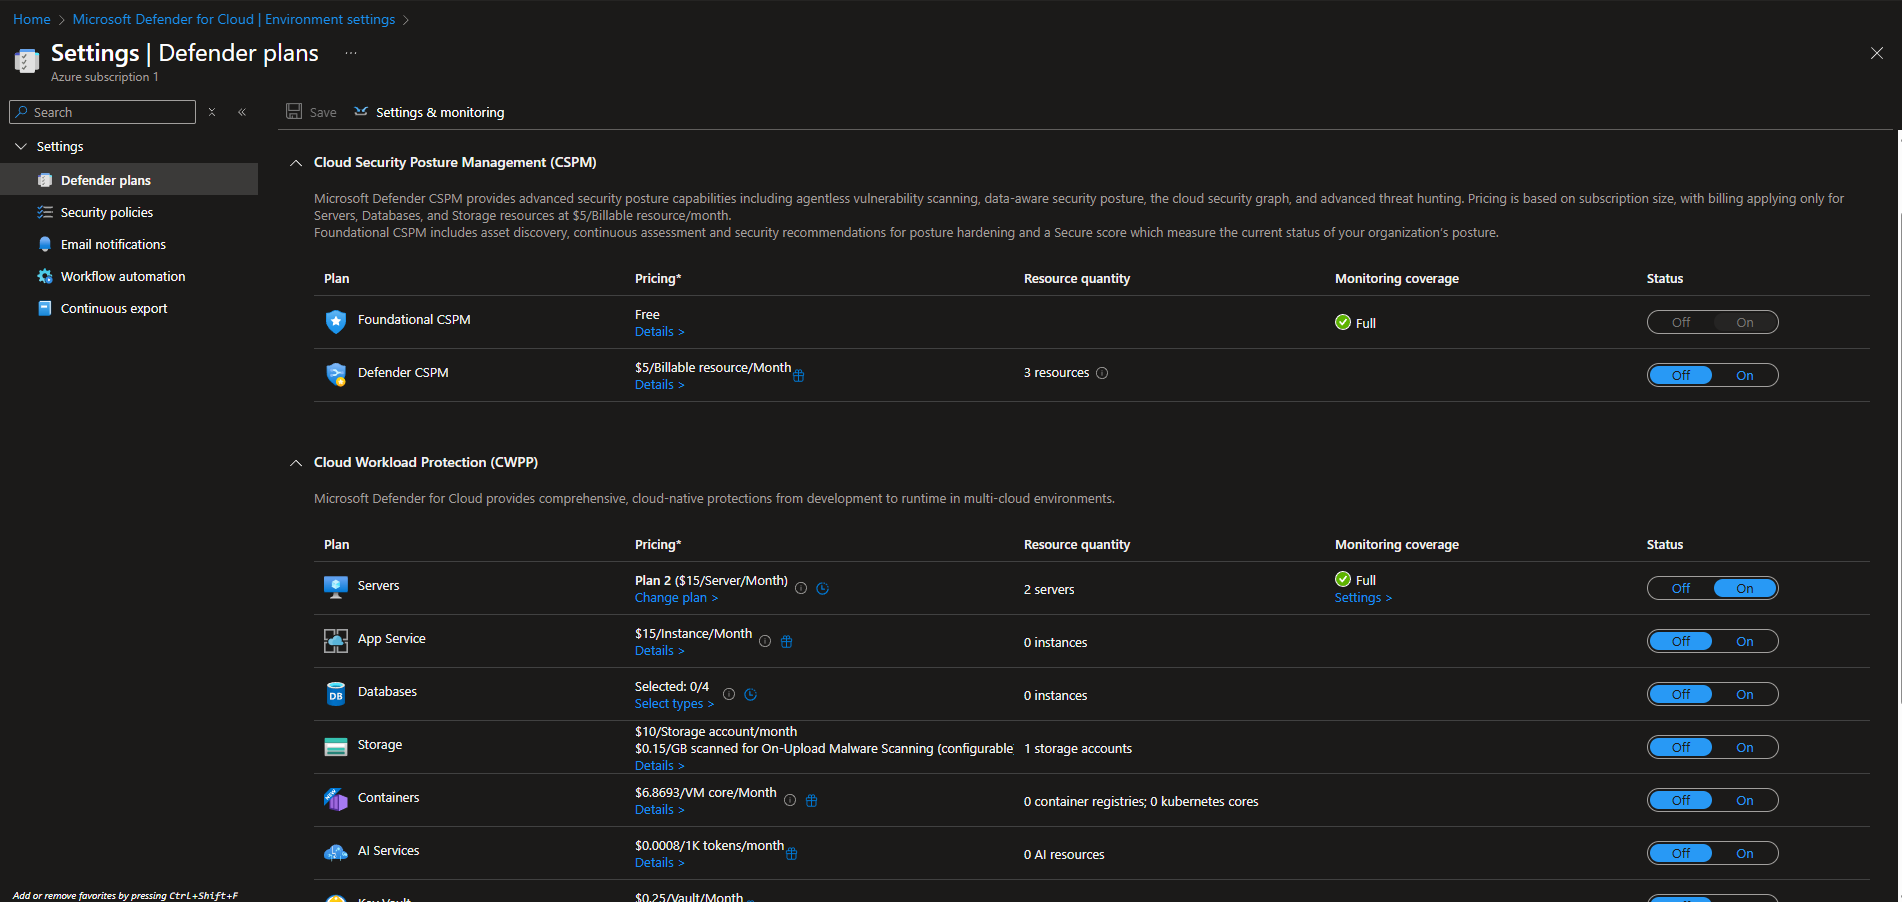 Home > Microsoft Defender for Cloud | Environment settings >
Settings | Defender plans ...
Azure subscription 1
Search
Save Settings & monitoring
Settings
Defender plans
Security policies
Email notifications
Workflow automation
Continuous export
Cloud Security Posture Management (CSPM)
Microsoft Defender CSPM provides advanced security posture capabilities including agentless vulnerability scanning, data-aware security posture, the cloud security graph, and advanced threat hunting. Pricing is based on subscription size, with billing applying only for
Servers, Databases, and Storage resources at $5/Billable resource/month.
Foundational CSPM includes asset discovery, continuous assessment and security recommendations for posture hardening and a Secure score which measure the current status of your organization's posture.
Plan Pricing* Resource quantity Monitoring coverage Status
Foundational CSPM Free Full Off On
Details >
Defender CSPM $5/Billable resource/Month 3 resources Off On
Details >
Cloud Workload Protection (CWPP)
Microsoft Defender for Cloud provides comprehensive, cloud-native protections from development to runtime in multi-cloud environments.
Plan Pricing* Resource quantity Monitoring coverage Status
Servers Plan 2 ($15/Server/Month) 2 servers Full Off On
Change plan > Settings >
App Service $15/Instance/Month 0 instances Off On
Details >
Databases Selected: 0/4 0 instances Off On
Select types >
Storage $10/Storage account/month
$0.15/GB scanned for On-Upload Malware Scanning (configurable 1 storage accounts Off On
Details >
Containers $6.8693/VM core/Month 0 container registries; 0 kubernetes cores Off On
Details >
AI Services $0.0008/1K tokens/month 0 AI resources Off On
Details >
Key Vault $0.25/Vault/Month
Add or remove favorites by pressing Ctrl+Shift+F